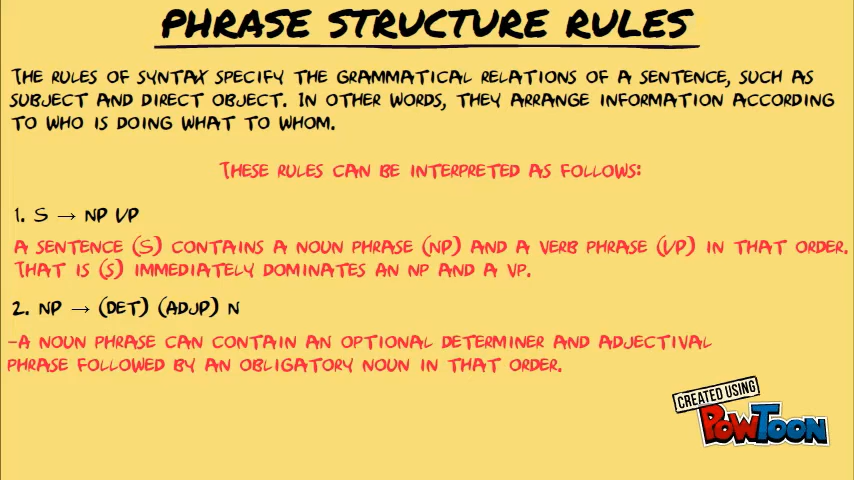 PHRASE STRUCTURE RULES
THE RULES OF SYNTAX SPECIFY THE GRAMMATICAL RELATIONS OF A SENTENCE, SUCH AS
SUBJECT AND DIRECT OBJECT. IN OTHER WORDS, THEY ARRANGE INFORMATION ACCORDING
TO WHO IS DOING WHAT TO WHOM.
THESE RULES CAN BE INTERPRETED AS FOLLOWS:
1. S → NP VP
A SENTENCE (S) CONTAINS A NOUN PHRASE (NP) AND A VERB PHRASE (VP) IN THAT ORDER.
THAT IS (S) IMMEDIATELY DOMINATES AN NP AND A VP.
2. NP → (DET) (ADJP) N
-A NOUN PHRASE CAN CONTAIN AN OPTIONAL DETERMINER AND ADJECTIVAL
PHRASE FOLLOWED BY AN OBLIGATORY NOUN IN THAT ORDER.
CREATED USING
POWTOON